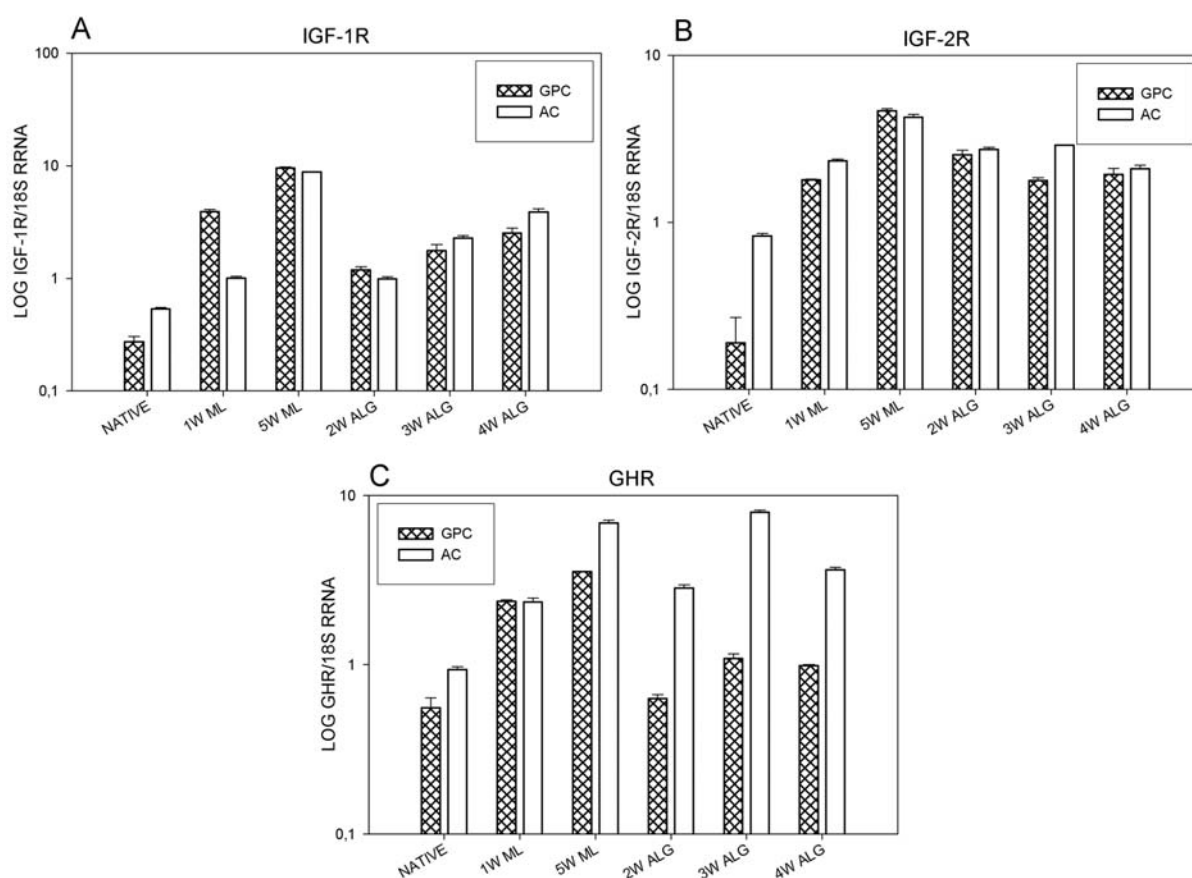 A
IGF-1R
100
10
1
0,1
LOG IGF-1R/18S RRNA
GPC
AC
NATIVE
1W ML
5W ML
2W ALG
3W ALG
4W ALG
B
IGF-2R
10
1
0,1
LOG IGF-2R/18S RRNA
GPC
AC
NATIVE
1W ML
5W ML
2W ALG
3W ALG
4W ALG
C
GHR
10
1
0,1
LOG GHR/18S RRNA
GPC
AC
NATIVE
1W ML
5W ML
2W ALG
3W ALG
4W ALG